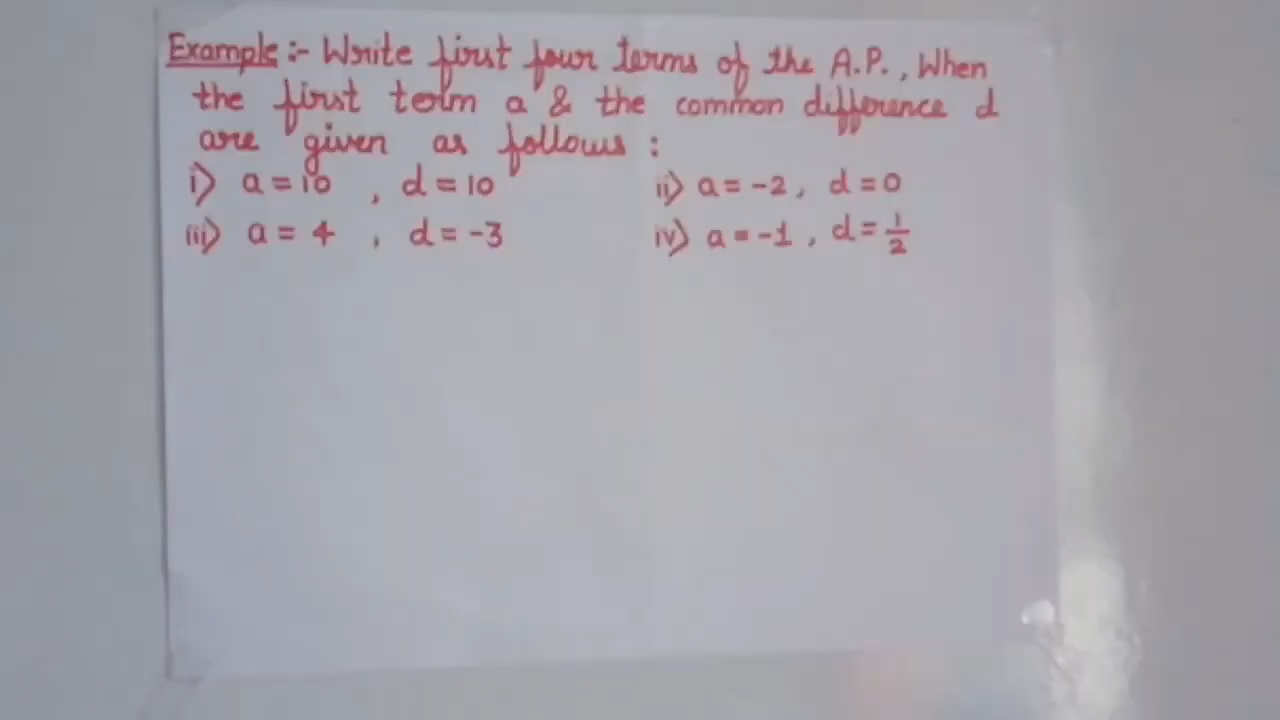 Example :- Write first four terms of the A.P., When
the first term a & the common difference d
are given as follows :
i) a = 10 , d = 10 ii) a = -2, d = 0
iii) a = 4 , d = -3 iv) a = -1, d = 1/2